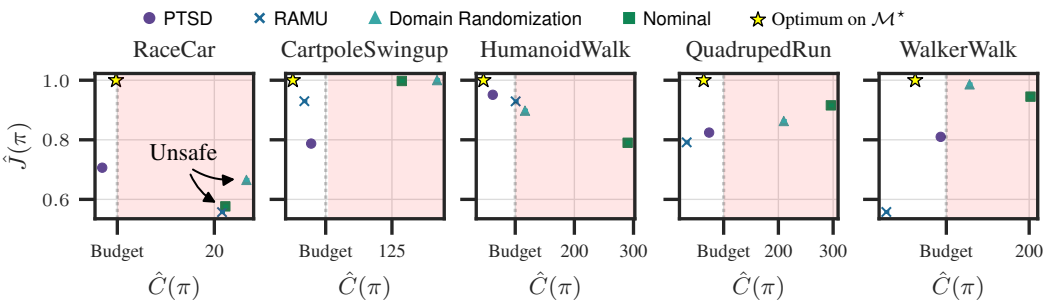 PTSD RAMU Domain Randomization Nominal Optimum on M⋆
RaceCar CartpoleSwingup HumanoidWalk QuadrupedRun WalkerWalk
Ĵ(π)
1.0
0.8
0.6
Unsafe
Budget 20 Budget 125 Budget 200 300 Budget 200 300 Budget 200
Ĉ(π) Ĉ(π) Ĉ(π) Ĉ(π) Ĉ(π)